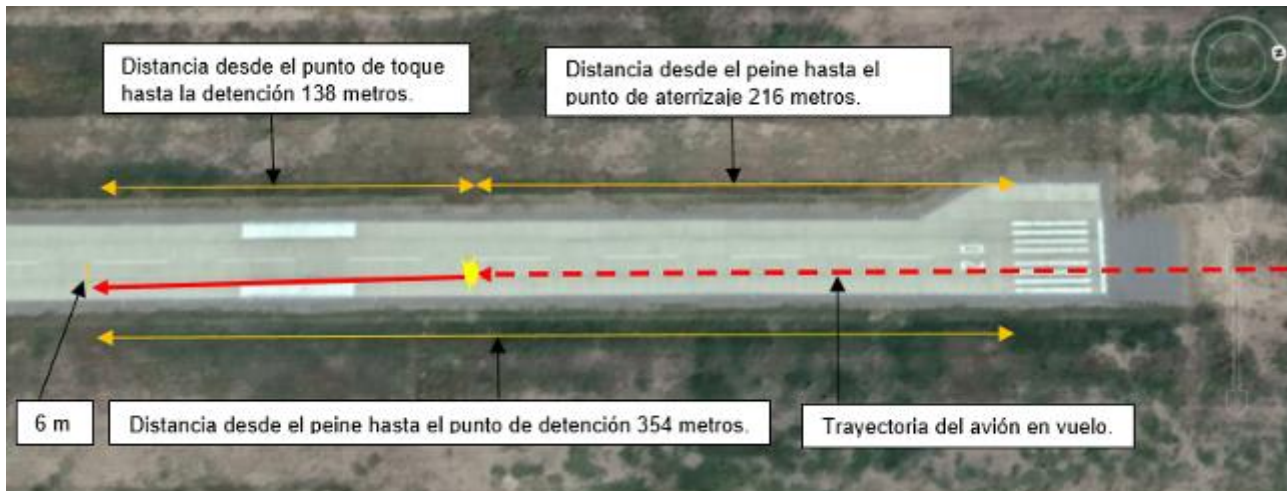 Distancia desde el punto de toque
hasta la detención 138 metros.
Distancia desde el peine hasta el
punto de aterrizaje 216 metros.
6 m
Distancia desde el peine hasta el punto de detención 354 metros.
Trayectoria del avión en vuelo.